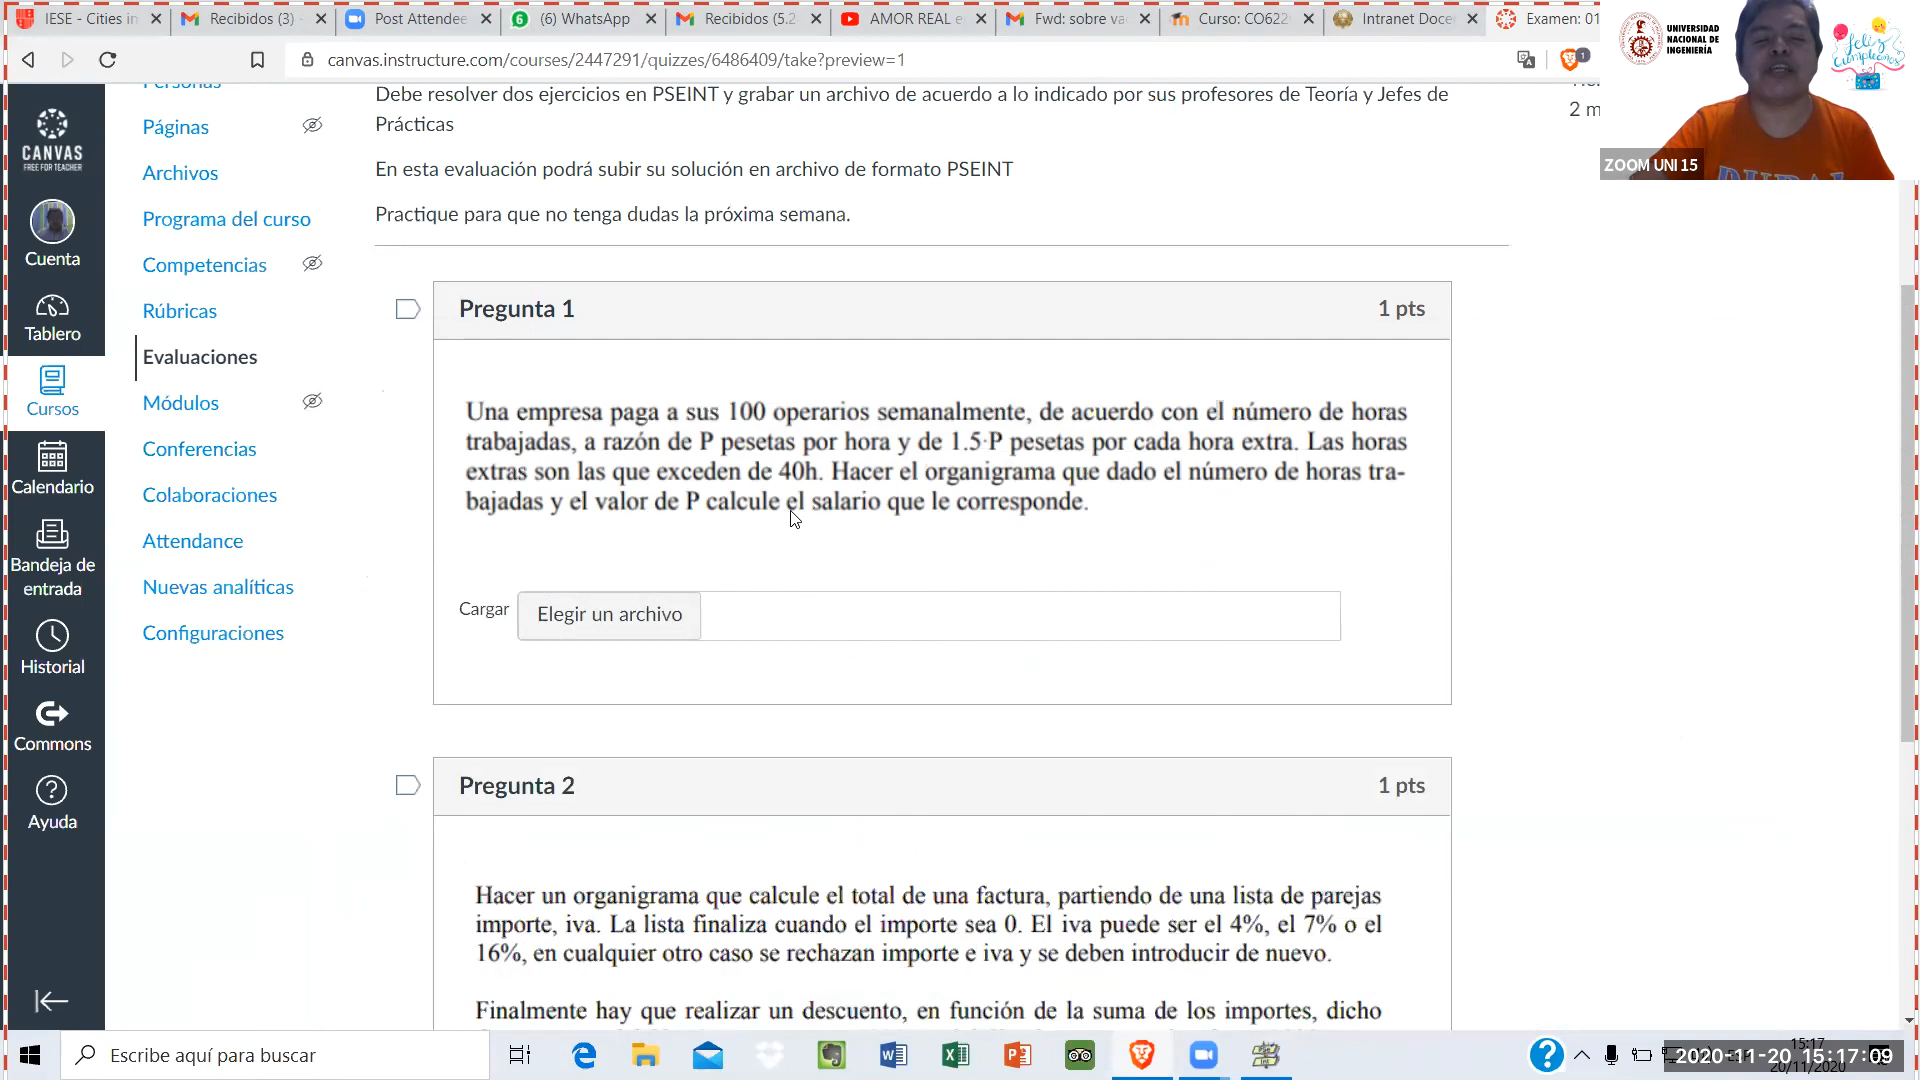 IESE - Cities in
Recibidos (3) -
Post Attendee
(6) WhatsApp
Recibidos (5.2
AMOR REAL e
Fwd: sobre va
Curso: CO622
Intranet Doce
Examen: 01
canvas.instructure.com/courses/2447291/quizzes/6486409/take?preview=1
UNIVERSIDAD
NACIONAL DE
INGENIERÍA
Feliz
Cumpleaños
ZOOM UNI 15
CANVAS
FREE FOR TEACHER
Cuenta
Tablero
Cursos
Calendario
Bandeja de
entrada
Historial
Commons
Ayuda
Personas
Páginas
Archivos
Programa del curso
Competencias
Rúbricas
Evaluaciones
Módulos
Conferencias
Colaboraciones
Attendance
Nuevas analíticas
Configuraciones
Debe resolver dos ejercicios en PSEINT y grabar un archivo de acuerdo a lo indicado por sus profesores de Teoría y Jefes de
Prácticas
2 m
En esta evaluación podrá subir su solución en archivo de formato PSEINT
Practique para que no tenga dudas la próxima semana.
Pregunta 1
1 pts
Una empresa paga a sus 100 operarios semanalmente, de acuerdo con el número de horas
trabajadas, a razón de P pesetas por hora y de 1.5·P pesetas por cada hora extra. Las horas
extras son las que exceden de 40h. Hacer el organigrama que dado el número de horas tra-
bajadas y el valor de P calcule el salario que le corresponde.
Cargar
Elegir un archivo
Pregunta 2
1 pts
Hacer un organigrama que calcule el total de una factura, partiendo de una lista de parejas
importe, iva. La lista finaliza cuando el importe sea 0. El iva puede ser el 4%, el 7% o el
16%, en cualquier otro caso se rechazan importe e iva y se deben introducir de nuevo.
Finalmente hay que realizar un descuento, en función de la suma de los importes, dicho
Escribe aquí para buscar
15:17
20/11/2020
2020-11-20 15:17:09